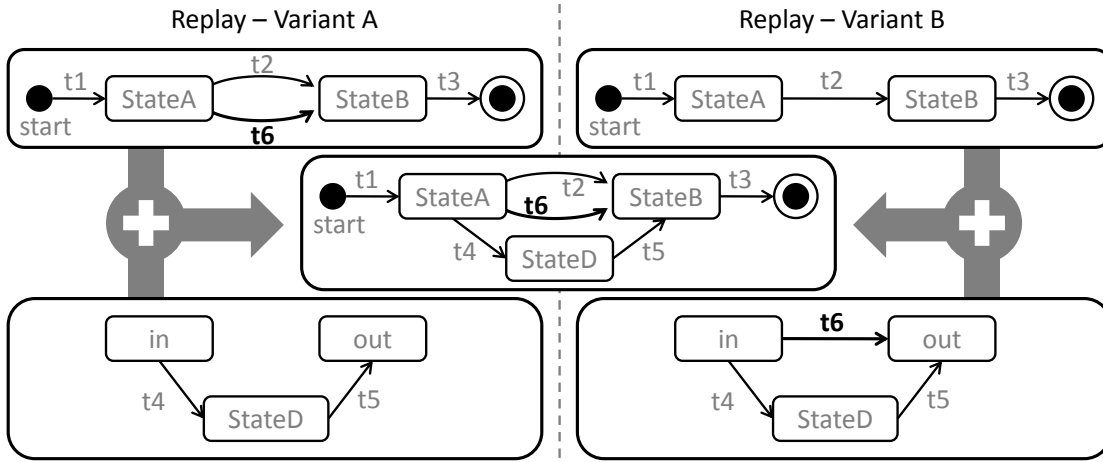 Replay – Variant A
Replay – Variant B
t1
t2
t3
StateA
StateB
start
t6
t1
t2
t3
StateA
StateB
start
t1
t2
t3
StateA
StateB
t6
start
t4
t5
StateD
in
out
t4
t5
StateD
t6
in
out
t4
t5
StateD